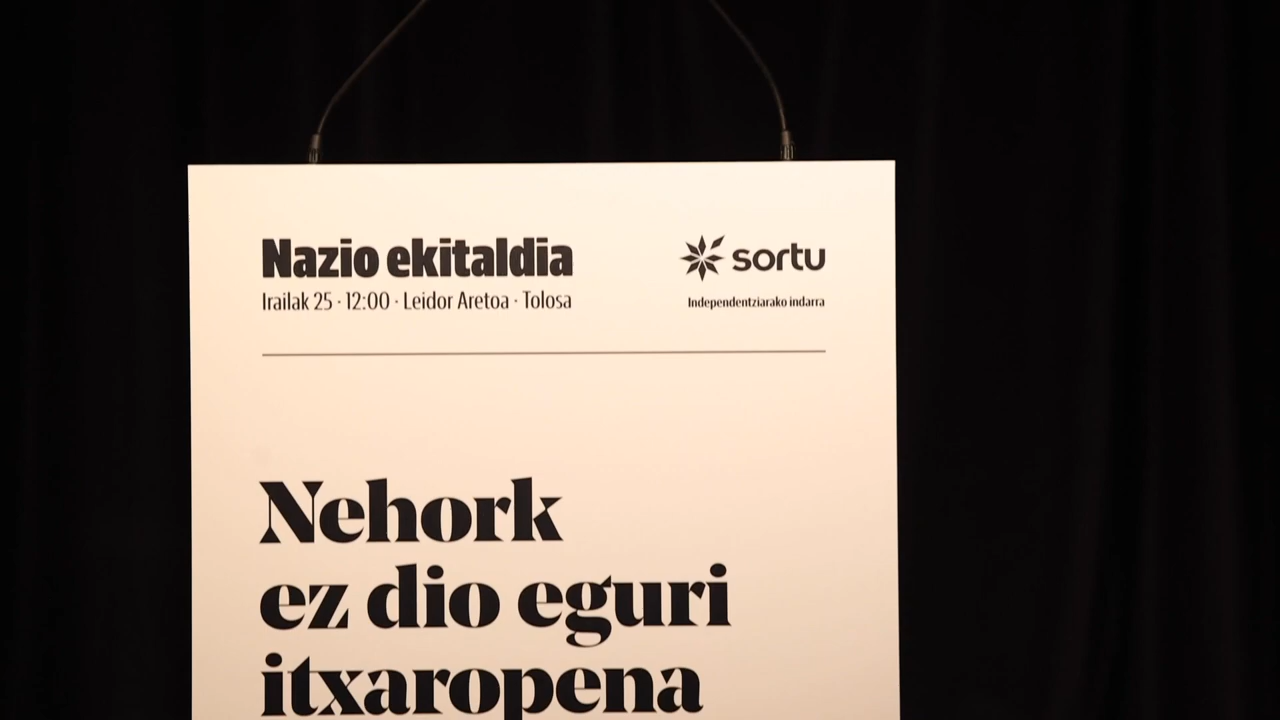 Nazio ekitaldia
Irailak 25 · 12:00 · Leidor Aretoa · Tolosa
sortu
Independentziarako indarra
Nehork
ez dio eguri
itxaropena